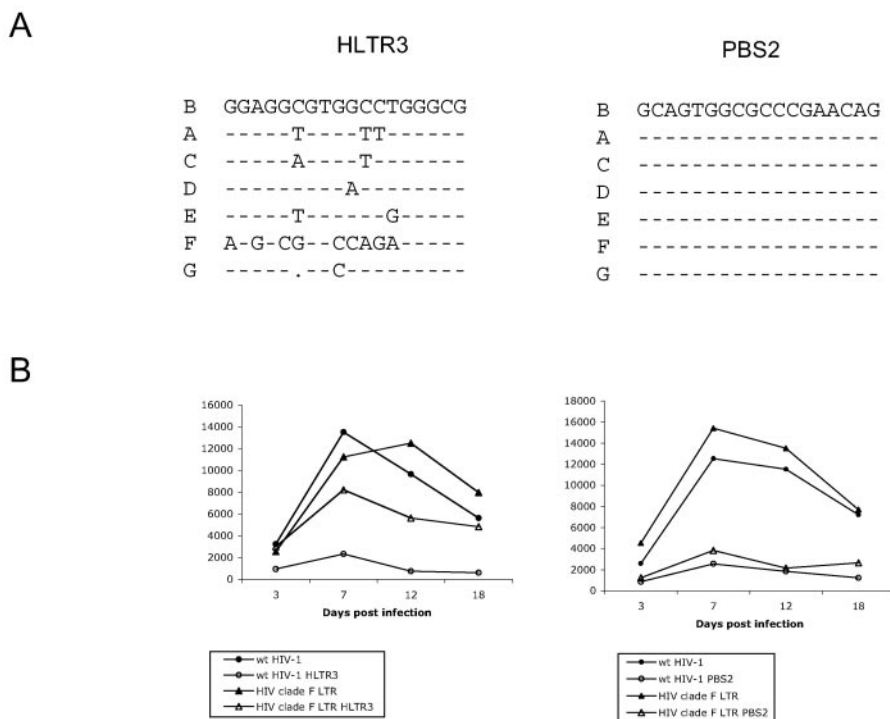 A
HLTR3
PBS2
B GGAGGCGTGGCCTGGGCG
A -----T----TT------
C -----A----T-------
D ---------A--------
E -----T------G-----
F A-G-CG--CCAGA-----
G -----.--C---------
B GCAGTGGCGCCCGAACAG
A ------------------
C ------------------
D ------------------
E ------------------
F ------------------
G ------------------
B
16000
14000
12000
10000
8000
6000
4000
2000
0
3 7 12 18
Days post infection
wt HIV-1
wt HIV-1 HLTR3
HIV clade F LTR
HIV clade F LTR HLTR3
18000
16000
14000
12000
10000
8000
6000
4000
2000
0
3 7 12 18
Days post infection
wt HIV-1
wt HIV-1 PBS2
HIV clade F LTR
HIV clade F LTR PBS2